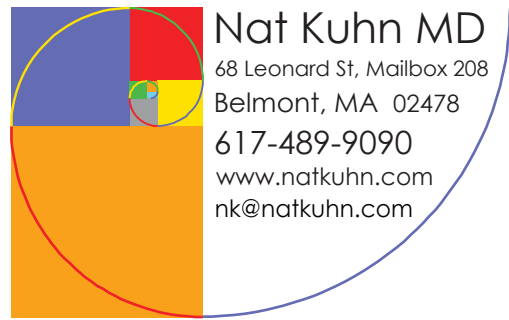 Nat Kuhn MD
68 Leonard St, Mailbox 208
Belmont, MA 02478
617-489-9090
www.natkuhn.com
nk@natkuhn.com